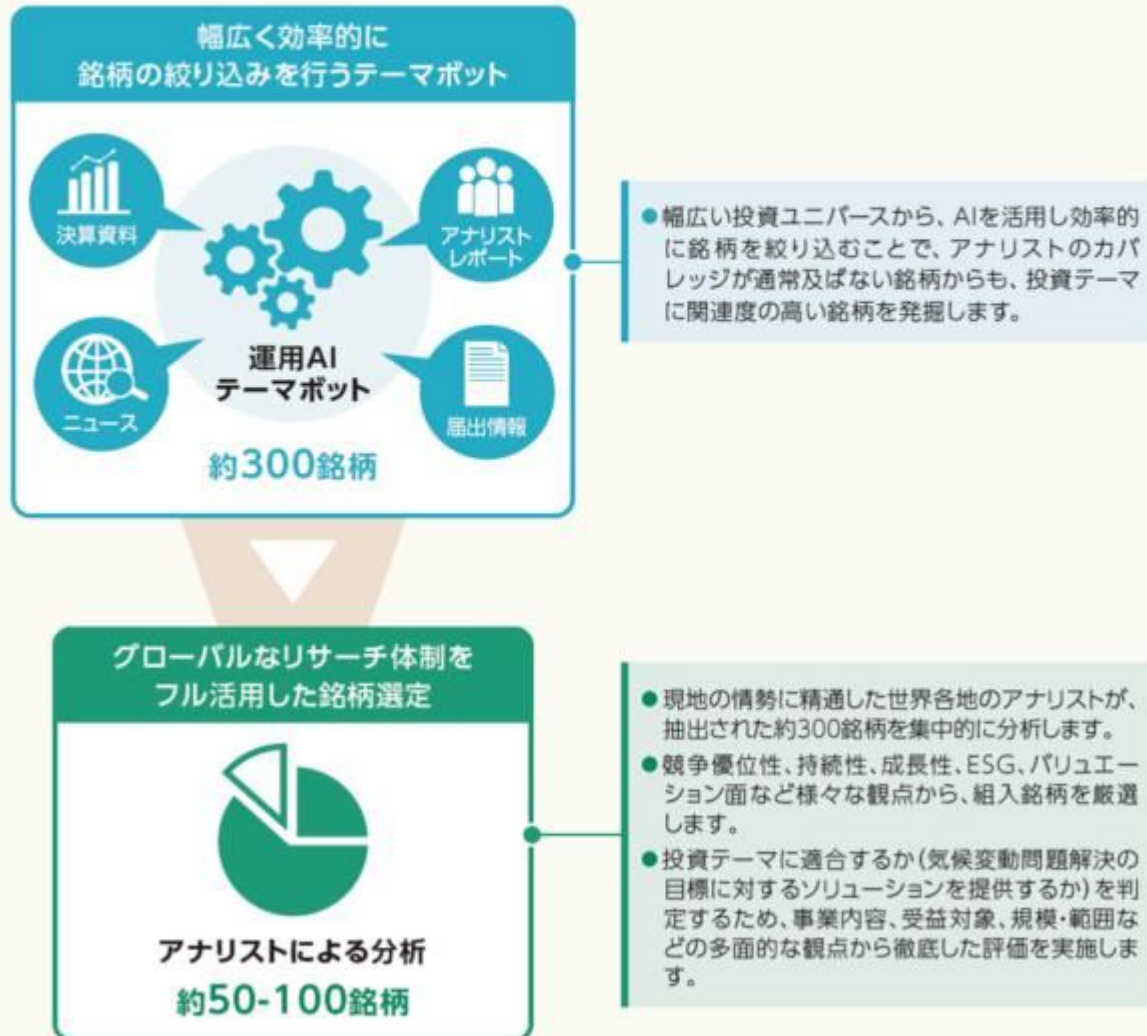 幅広く効率的に
銘柄の絞り込みを行うテーマボット
決算資料
アナリスト
レポート
運用AI
テーマボット
ニュース
届出情報
約300銘柄
●幅広い投資ユニバースから、AIを活用し効率的
に銘柄を絞り込むことで、アナリストのカバ
レッジが通常及ばない銘柄からも、投資テーマ
に関連度の高い銘柄を発掘します。
グローバルなリサーチ体制を
フル活用した銘柄選定
アナリストによる分析
約50-100銘柄
●現地の情勢に精通した世界各地のアナリストが、
抽出された約300銘柄を集中的に分析します。
●競争優位性、持続性、成長性、ESG、バリュエー
ション面など様々な観点から、組入銘柄を厳選
します。
●投資テーマに適合するか(気候変動問題解決の
目標に対するソリューションを提供するか)を判
定するため、事業内容、受益対象、規模・範囲な
どの多面的な観点から徹底した評価を実施しま
す。